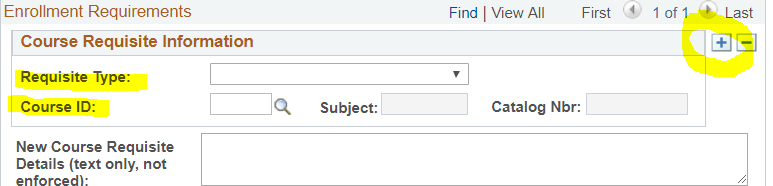 Enrollment Requirements Find | View All First 1 of 1 Last
Course Requisite Information
Requisite Type:
Course ID: Subject: Catalog Nbr:
New Course Requisite
Details (text only, not
enforced):